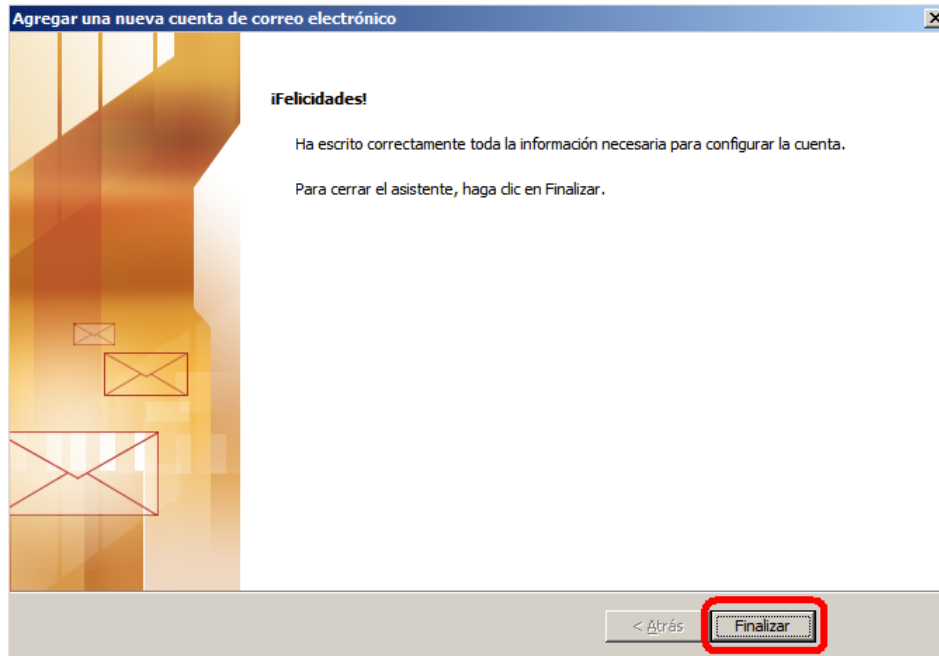 Agregar una nueva cuenta de correo electrónico
¡Felicidades!
Ha escrito correctamente toda la información necesaria para configurar la cuenta.
Para cerrar el asistente, haga clic en Finalizar.
< Atrás
Finalizar